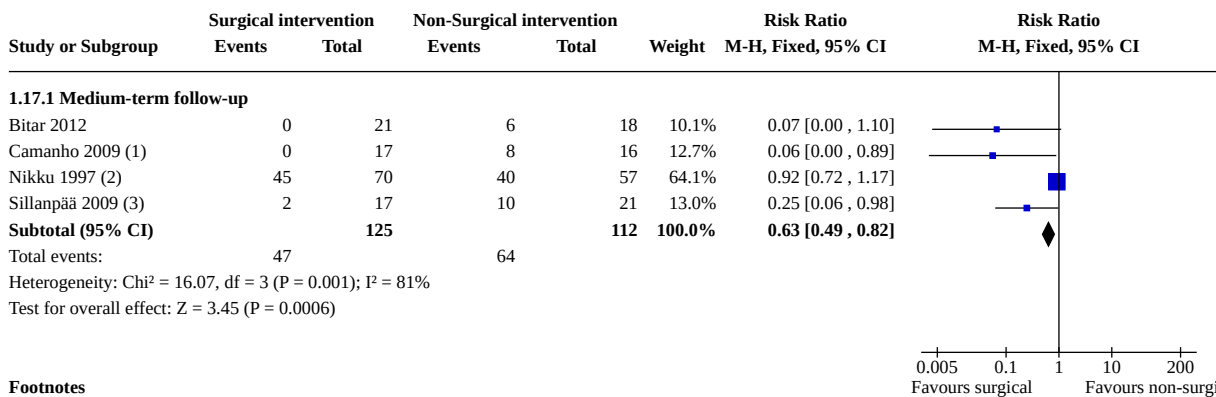 Surgical intervention Non-Surgical intervention Risk Ratio Risk Ratio
Study or Subgroup Events Total Events Total Weight M-H, Fixed, 95% CI M-H, Fixed, 95% CI
1.17.1 Medium-term follow-up
Bitar 2012 0 21 6 18 10.1% 0.07 [0.00 , 1.10]
Camanho 2009 (1) 0 17 8 16 12.7% 0.06 [0.00 , 0.89]
Nikku 1997 (2) 45 70 40 57 64.1% 0.92 [0.72 , 1.17]
Sillanpää 2009 (3) 2 17 10 21 13.0% 0.25 [0.06 , 0.98]
Subtotal (95% CI) 125 112 100.0% 0.63 [0.49 , 0.82]
Total events: 47 64
Heterogeneity: Chi² = 16.07, df = 3 (P = 0.001); I² = 81%
Test for overall effect: Z = 3.45 (P = 0.0006)
0.005 0.1 1 10 200
Footnotes Favours surgical Favours non-surgi